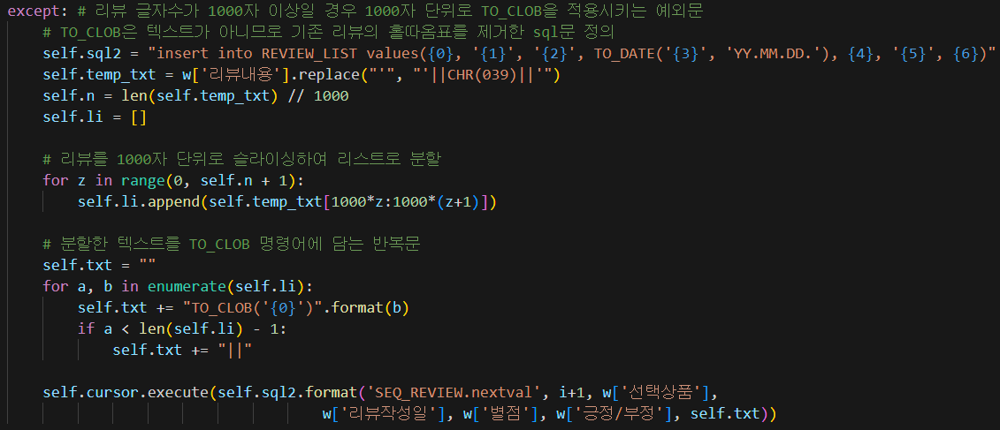 except: # 리뷰 글자수가 1000자 이상일 경우 1000자 단위로 TO_CLOB을 적용시키는 예외문
    # TO_CLOB은 텍스트가 아니므로 기존 리뷰의 홑따옴표를 제거한 sql문 정의
    self.sql2 = "insert into REVIEW_LIST values({0}, '{1}', '{2}', TO_DATE('{3}', 'YY.MM.DD.'), {4}, '{5}', {6})"
    self.temp_txt = w['리뷰내용'].replace("'", "'||CHR(039)||'")
    self.n = len(self.temp_txt) // 1000
    self.li = []
    # 리뷰를 1000자 단위로 슬라이싱하여 리스트로 분할
    for z in range(0, self.n + 1):
        self.li.append(self.temp_txt[1000*z:1000*(z+1)])
    # 분할한 텍스트를 TO_CLOB 명령어에 담는 반복문
    self.txt = ""
    for a, b in enumerate(self.li):
        self.txt += "TO_CLOB('{0}')".format(b)
        if a < len(self.li) - 1:
            self.txt += "||"
    self.cursor.execute(self.sql2.format('SEQ_REVIEW.nextval', i+1, w['선택상품'],
                                    w['리뷰작성일'], w['별점'], w['긍정/부정'], self.txt))